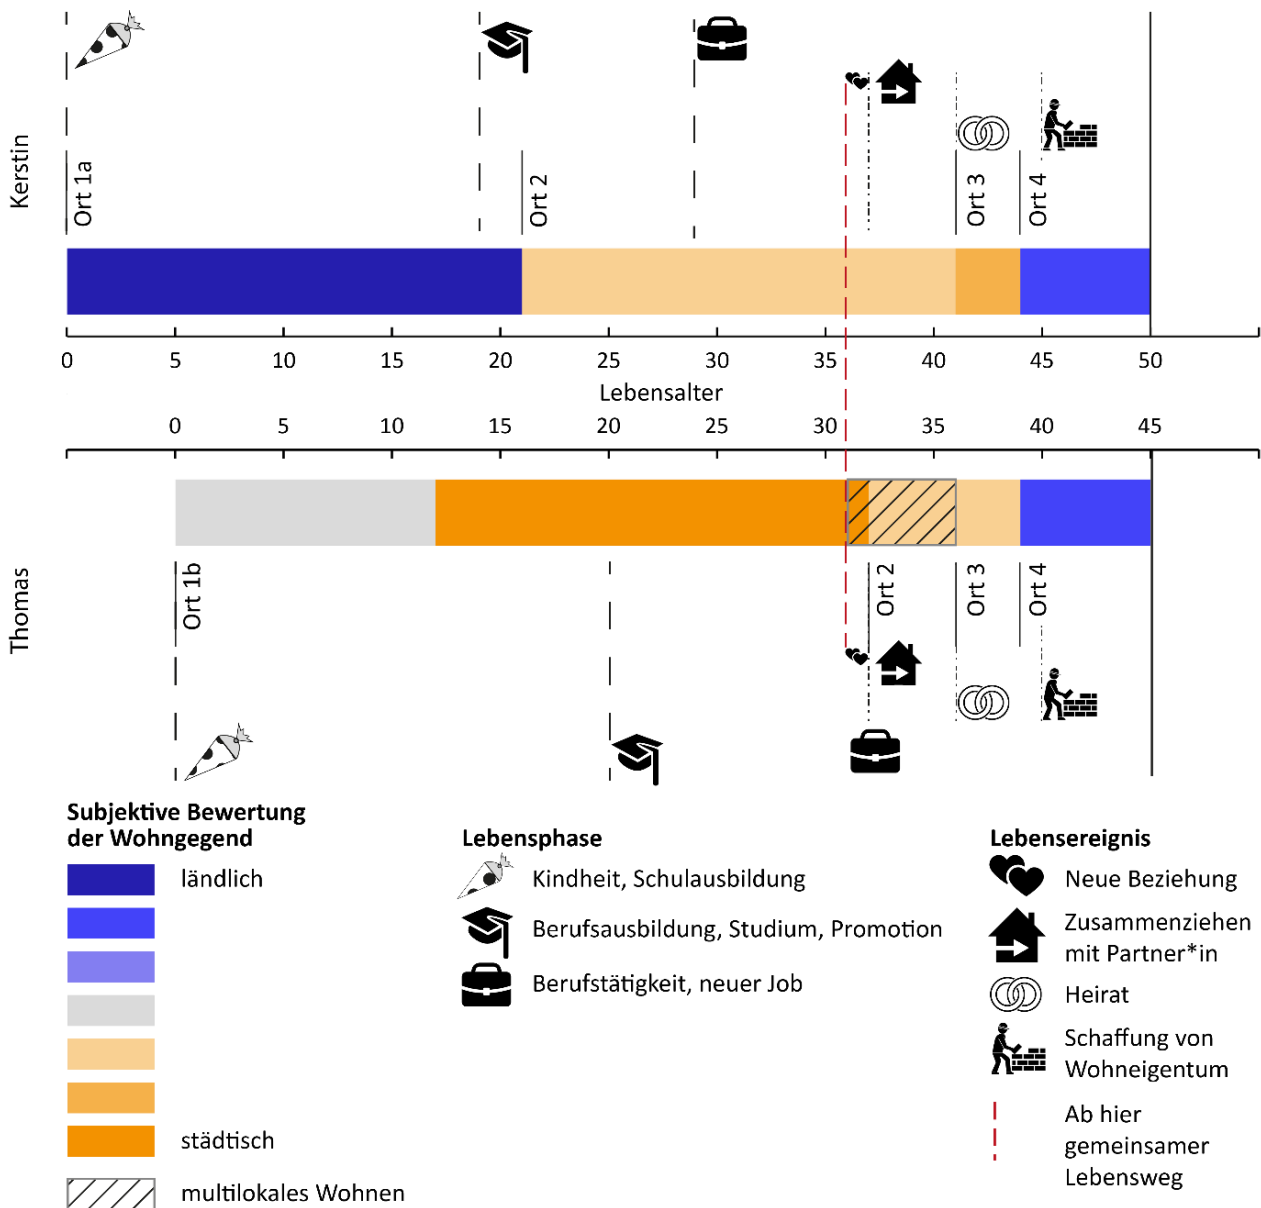 Kerstin
Ort 1a
Ort 2
Ort 3
Ort 4
0 5 10 15 20 25 30 35 40 45 50
Lebensalter
0 5 10 15 20 25 30 35 40 45
Thomas
Ort 1b
Ort 2
Ort 3
Ort 4
Subjektive Bewertung
der Wohngegend
ländlich
städtisch
multilokales Wohnen
Lebensphase
Kindheit, Schulausbildung
Berufsausbildung, Studium, Promotion
Berufstätigkeit, neuer Job
Lebensereignis
Neue Beziehung
Zusammenziehen
mit Partner*in
Heirat
Schaffung von
Wohneigentum
Ab hier
gemeinsamer
Lebensweg